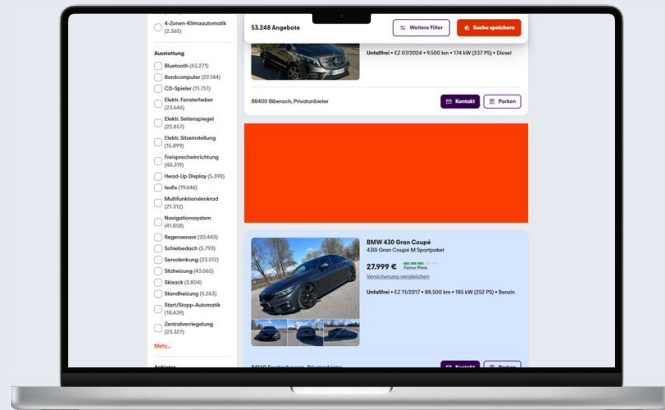 4-Zonen-Klimaautomatik
(2.365)
Ausstattung
Bluetooth (43.271)
Bordcomputer (22.144)
CD-Spieler (11.751)
Elektr. Fensterheber
(23.646)
Elektr. Seitenspiegel
(22.857)
Elektr. Sitzeinstellung
(15.899)
Freisprecheinrichtung
(40.319)
Head-Up Display (5.398)
Isofix (19.646)
Multifunktionslenkrad
(21.312)
Navigationssystem
(41.858)
Regensensor (20.443)
Schiebedach (5.793)
Servolenkung (23.512)
Sitzheizung (43.065)
Skisack (2.804)
Standheizung (5.263)
Start/Stopp-Automatik
(18.439)
Zentralverriegelung
(23.327)
Mehr...
53.248 Angebote
Weitere Filter
Suche speichern
Unfallfrei • EZ 07/2024 • 9.500 km • 174 kW (237 PS) • Diesel
88400 Biberach, Privatanbieter
Kontakt
Parken
BMW 430 Gran Coupé
430i Gran Coupé M Sportpaket
27.999 €
Fairer Preis
Versicherung vergleichen
Unfallfrei • EZ 11/2017 • 88.500 km • 185 kW (252 PS) • Benzin